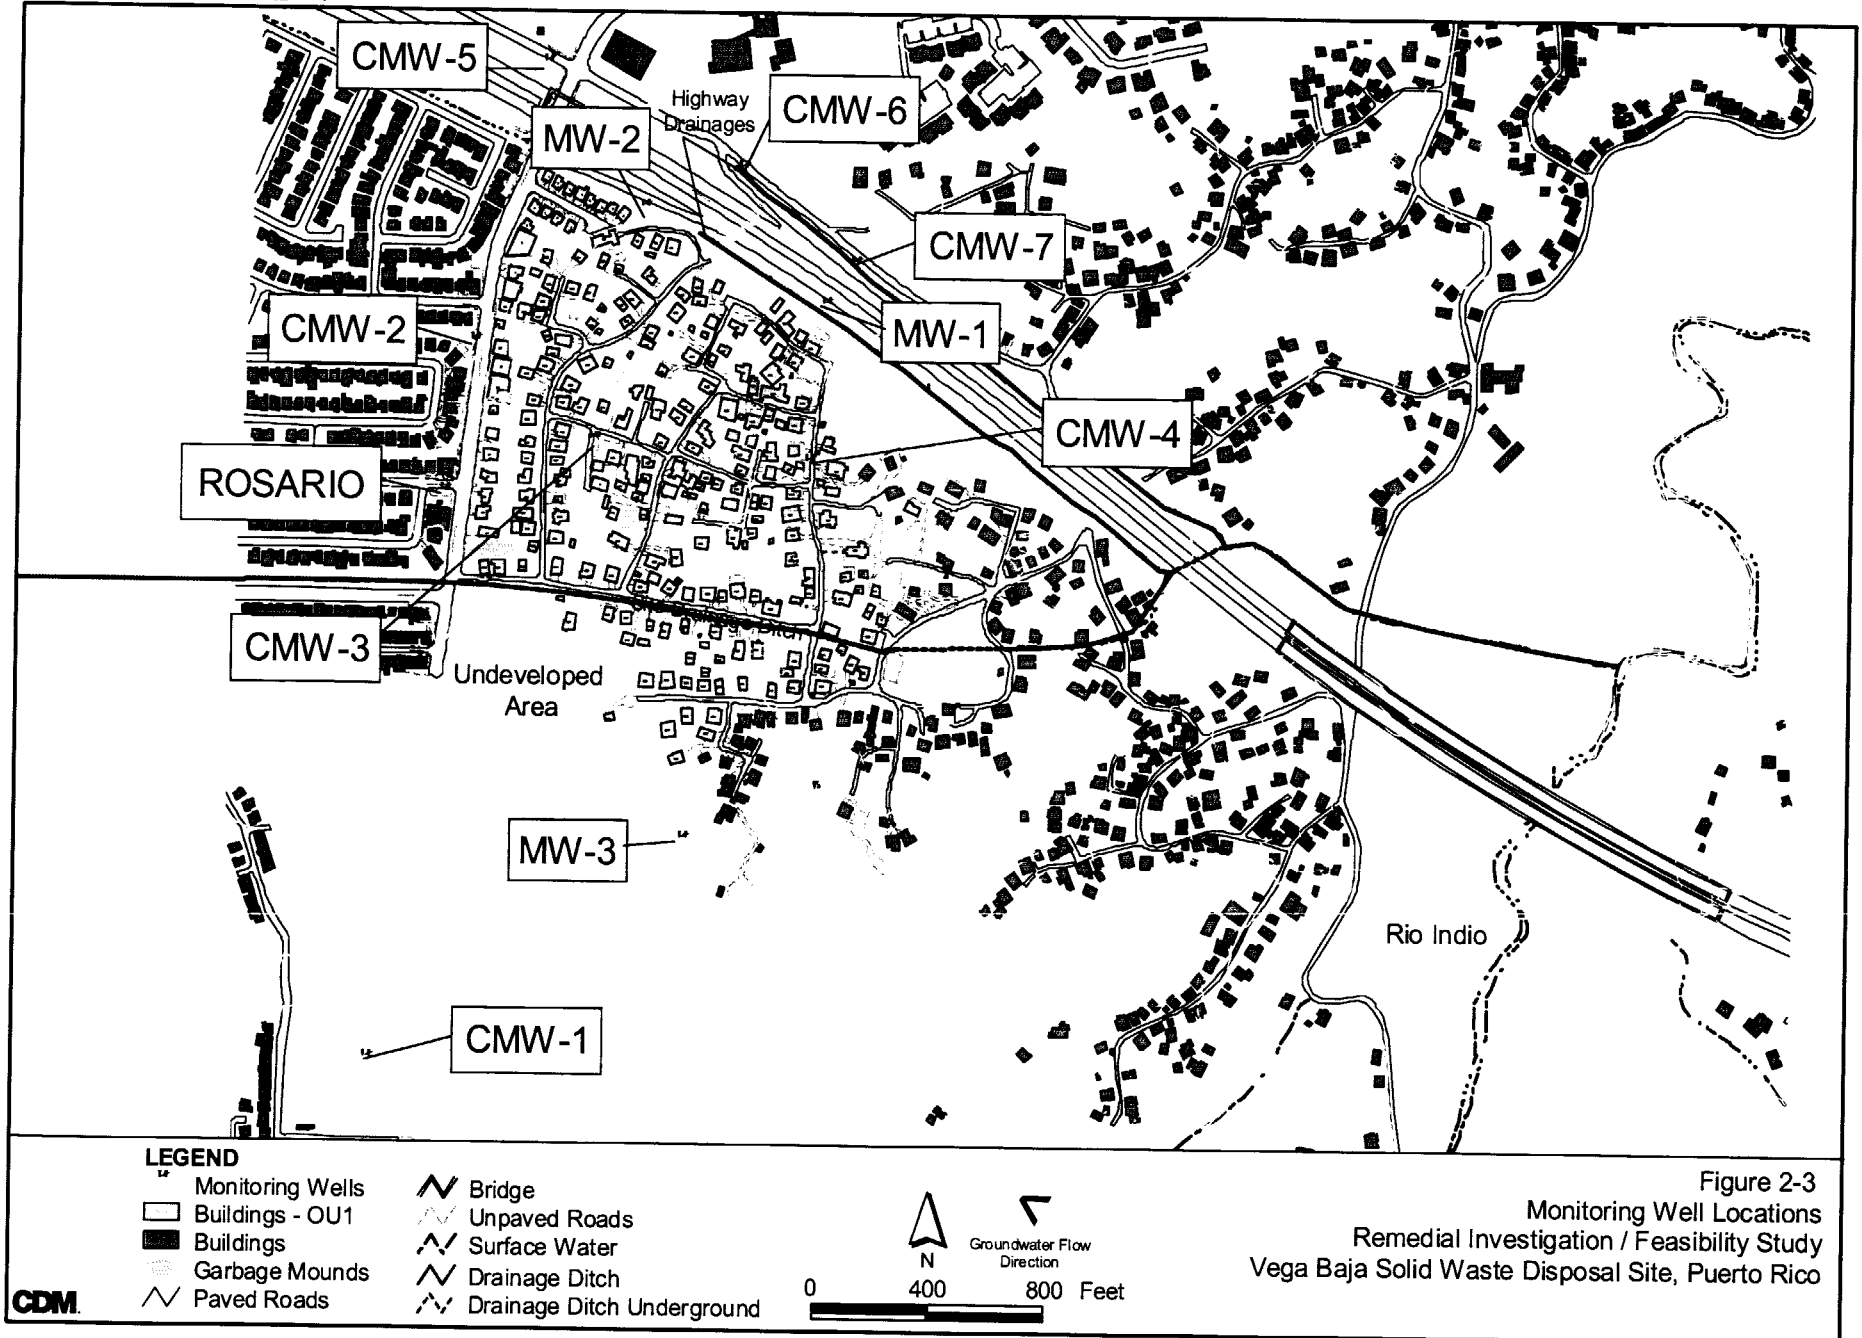 CMW-5
Highway
Drainages
CMW-6
MW-2
CMW-7
CMW-2
MW-1
CMW-4
ROSARIO
Ditch
CMW-3
Undeveloped
Area
MW-3
Rio Indio
CMW-1
LEGEND
Monitoring Wells
Buildings - OU1
Buildings
Garbage Mounds
Paved Roads
Bridge
Unpaved Roads
Surface Water
Drainage Ditch
Drainage Ditch Underground
N
Groundwater Flow
Direction
0 400 800 Feet
Figure 2-3
Monitoring Well Locations
Remedial Investigation / Feasibility Study
Vega Baja Solid Waste Disposal Site, Puerto Rico
CDM